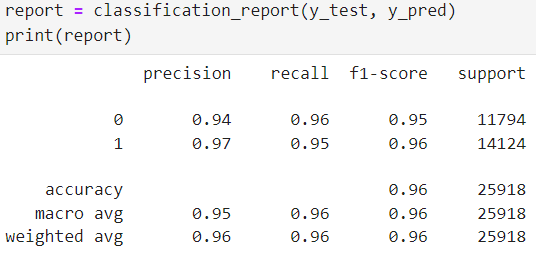 report = classification_report(y_test, y_pred)
print(report)
precision recall f1-score support
0 0.94 0.96 0.95 11794
1 0.97 0.95 0.96 14124
accuracy 0.96 25918
macro avg 0.95 0.96 0.96 25918
weighted avg 0.96 0.96 0.96 25918